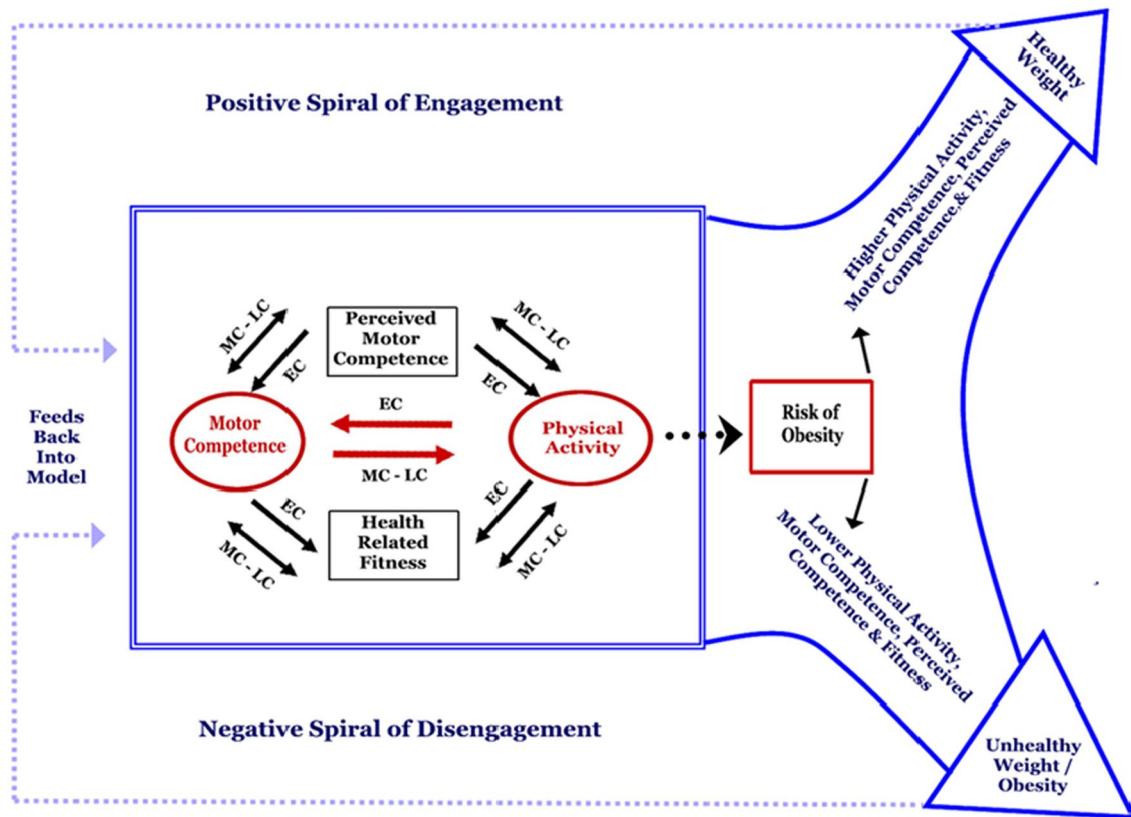 Healthy
Weight
Positive Spiral of Engagement
Higher Physical Activity,
Motor Competence, Perceived
Competence,& Fitness
MC - LC
EC
Perceived
Motor
Competence
MC - LC
EC
Feeds
Back
Into
Model
Motor
Competence
EC
MC - LC
Physical
Activity
Risk of
Obesity
EC
MC - LC
Health
Related
Fitness
EC
MC - LC
Lower Physical Activity,
Motor Competence, Perceived
Competence & Fitness
Negative Spiral of Disengagement
Unhealthy
Weight /
Obesity